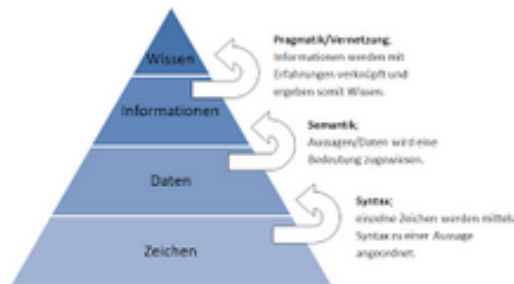 Wissen
Informationen
Daten
Zeichen
Pragmatik/Vernetzung;
Informationen werden mit
Erfahrungen verknüpft und
ergeben somit Wissen.
Semantik;
Aussagen/Daten wird eine
Bedeutung zugewiesen.
Syntax;
einzelne Zeichen werden mittels
Syntax zu einer Aussage
angeordnet.